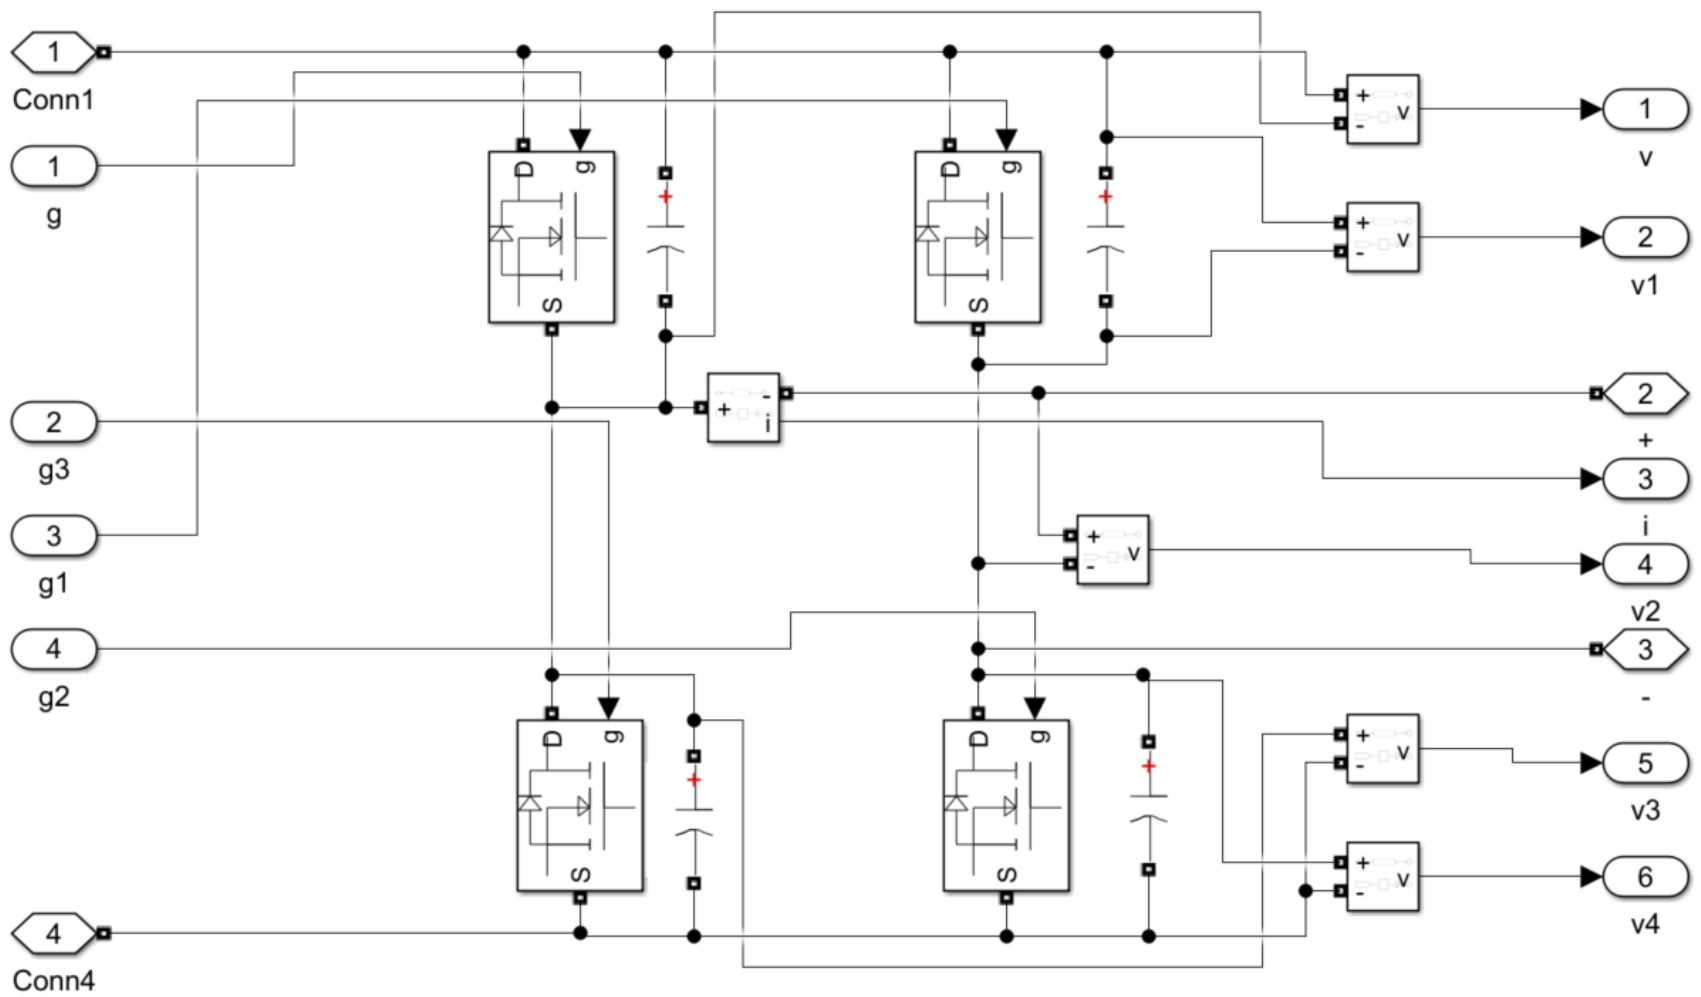 1
Conn1
1
g
2
g3
3
g1
4
g2
4
Conn4
D g
S
+
D g
S
+
+ -
i
D g
S
+
D g
S
+
+
- v
+
- v
+
- v
+
- v
+
- v
1
v
2
v1
2
+
3
i
4
v2
3
-
5
v3
6
v4